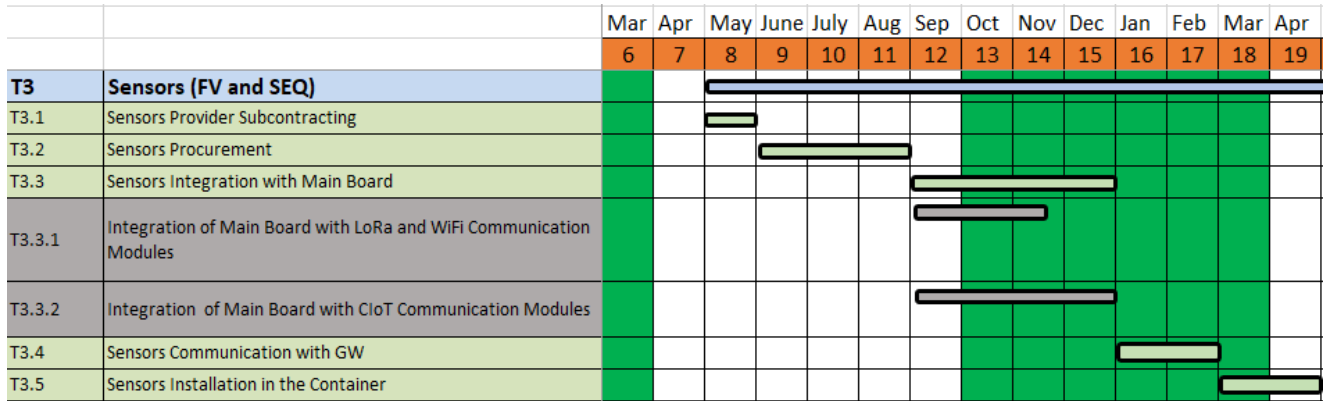 Mar Apr May June July Aug Sep Oct Nov Dec Jan Feb Mar Apr
6 7 8 9 10 11 12 13 14 15 16 17 18 19
T3 Sensors (FV and SEQ)
T3.1 Sensors Provider Subcontracting
T3.2 Sensors Procurement
T3.3 Sensors Integration with Main Board
T3.3.1 Integration of Main Board with LoRa and WiFi Communication
Modules
T3.3.2 Integration of Main Board with CIoT Communication Modules
T3.4 Sensors Communication with GW
T3.5 Sensors Installation in the Container